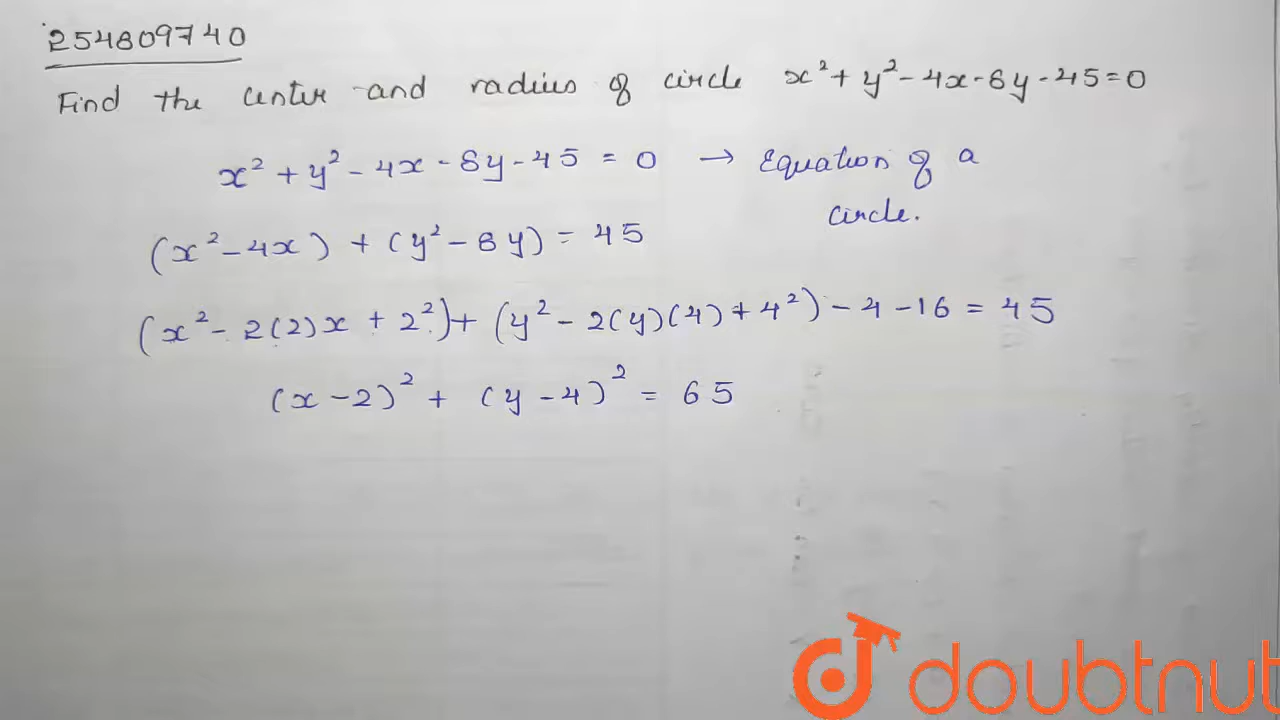 254809740
Find the center and radius of circle x² + y² - 4x - 8y - 45 = 0
x² + y² - 4x - 8y - 45 = 0 → Equation of a
circle.
(x² - 4x) + (y² - 8y) = 45
(x² - 2(2)x + 2²) + (y² - 2(y)(4) + 4²) - 4 - 16 = 45
(x - 2)² + (y - 4)² = 65
doubtnut